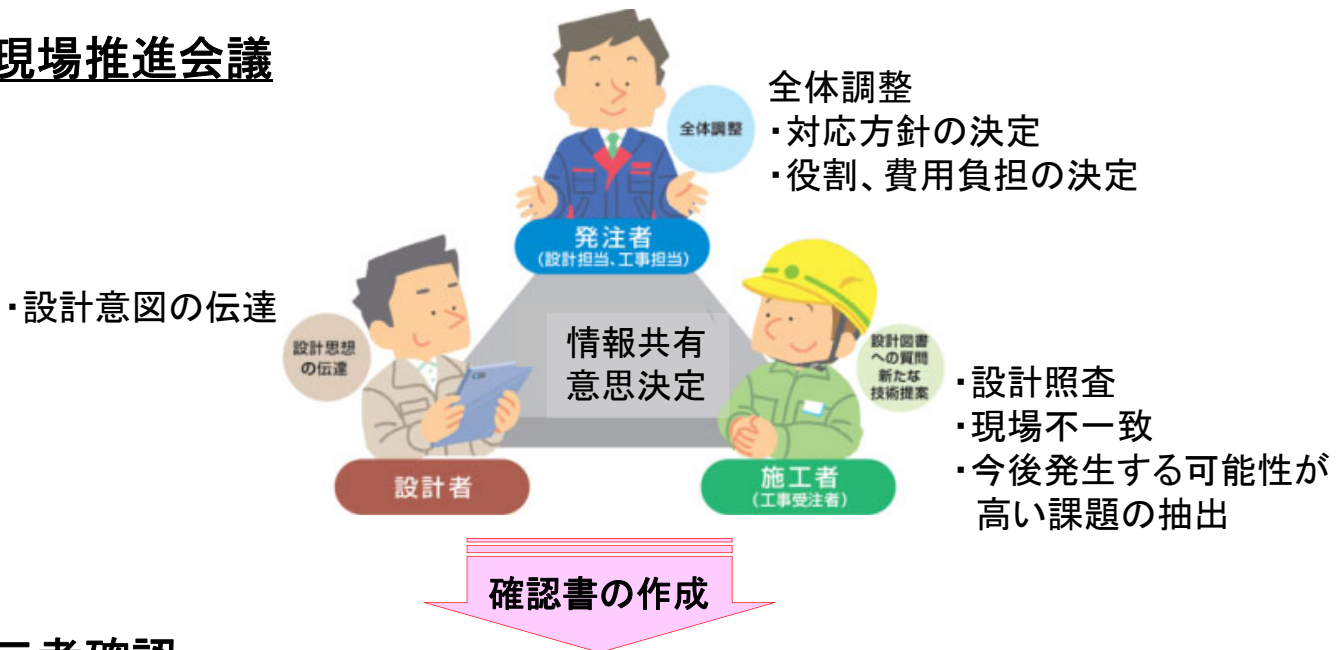 現場推進会議
全体調整
全体調整
・対応方針の決定
・役割、費用負担の決定
発注者
(設計担当、工事担当)
・設計意図の伝達
設計思想
の伝達
情報共有
意思決定
設計図書
への質問
新たな
技術提案
・設計照査
・現場不一致
・今後発生する可能性が
高い課題の抽出
設計者
施工者
(工事受注者)
確認書の作成
者確認